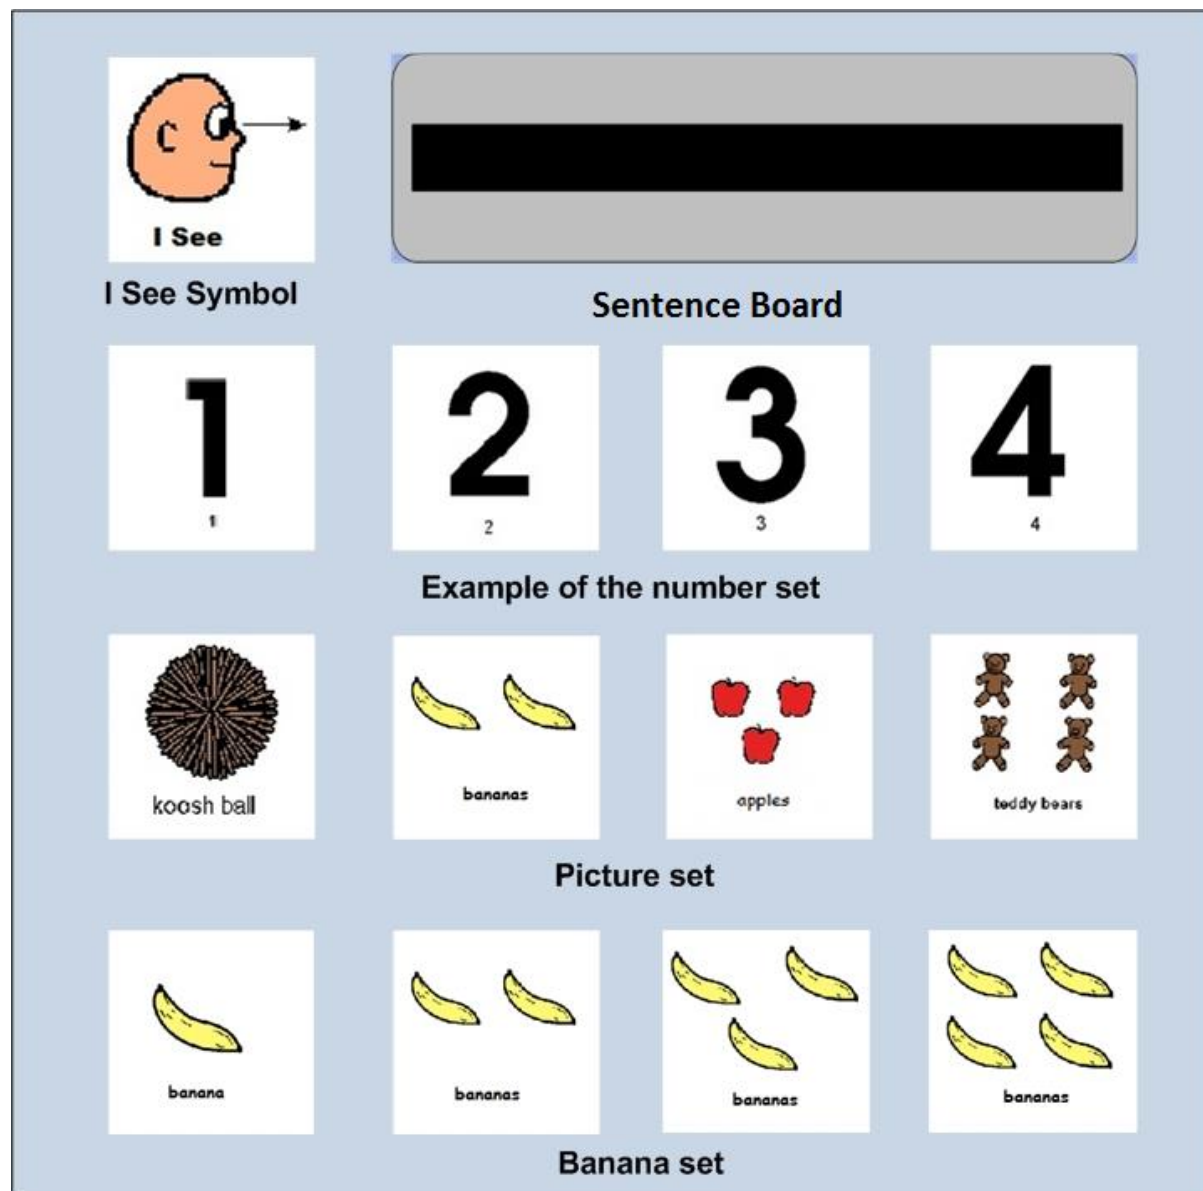 I See
I See Symbol
Sentence Board
1 2 3 4
1 2 3 4
Example of the number set
koosh ball bananas apples teddy bears
Picture set
banana bananas bananas bananas
Banana set